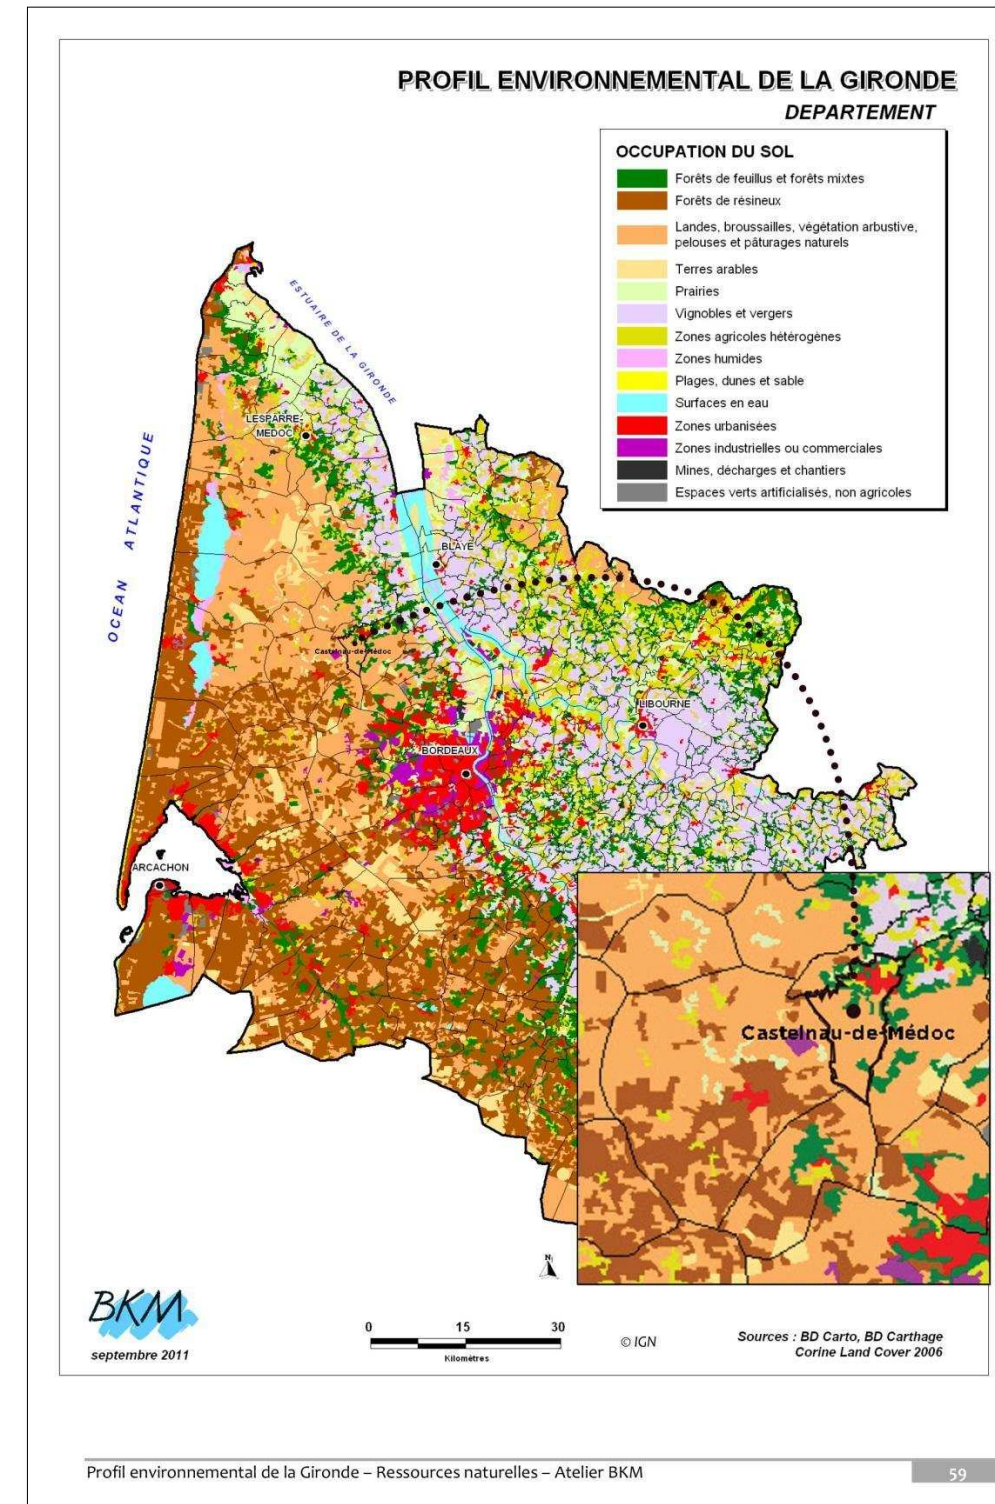 PROFIL ENVIRONNEMENTAL DE LA GIRONDE
DEPARTEMENT
OCCUPATION DU SOL
Forêts de feuillus et forêts mixtes
Forêts de résineux
Landes, broussailles, végétation arbustive,
pelouses et pâturages naturels
Terres arables
Prairies
Vignobles et vergers
Zones agricoles hétérogènes
Zones humides
Plages, dunes et sable
Surfaces en eau
Zones urbanisées
Zones industrielles ou commerciales
Mines, décharges et chantiers
Espaces verts artificialisés, non agricoles
ESTUAIRE DE LA GIRONDE
OCEAN ATLANTIQUE
LESPARRE-
MEDOC
BLAYE
Castelnau-de-Médoc
LIBOURNE
BORDEAUX
ARCACHON
Castelnau-de-Médoc
N
BKM
septembre 2011
0 15 30
Kilomètres
© IGN
Sources : BD Carto, BD Carthage
Corine Land Cover 2006
Profil environnemental de la Gironde – Ressources naturelles – Atelier BKM
59